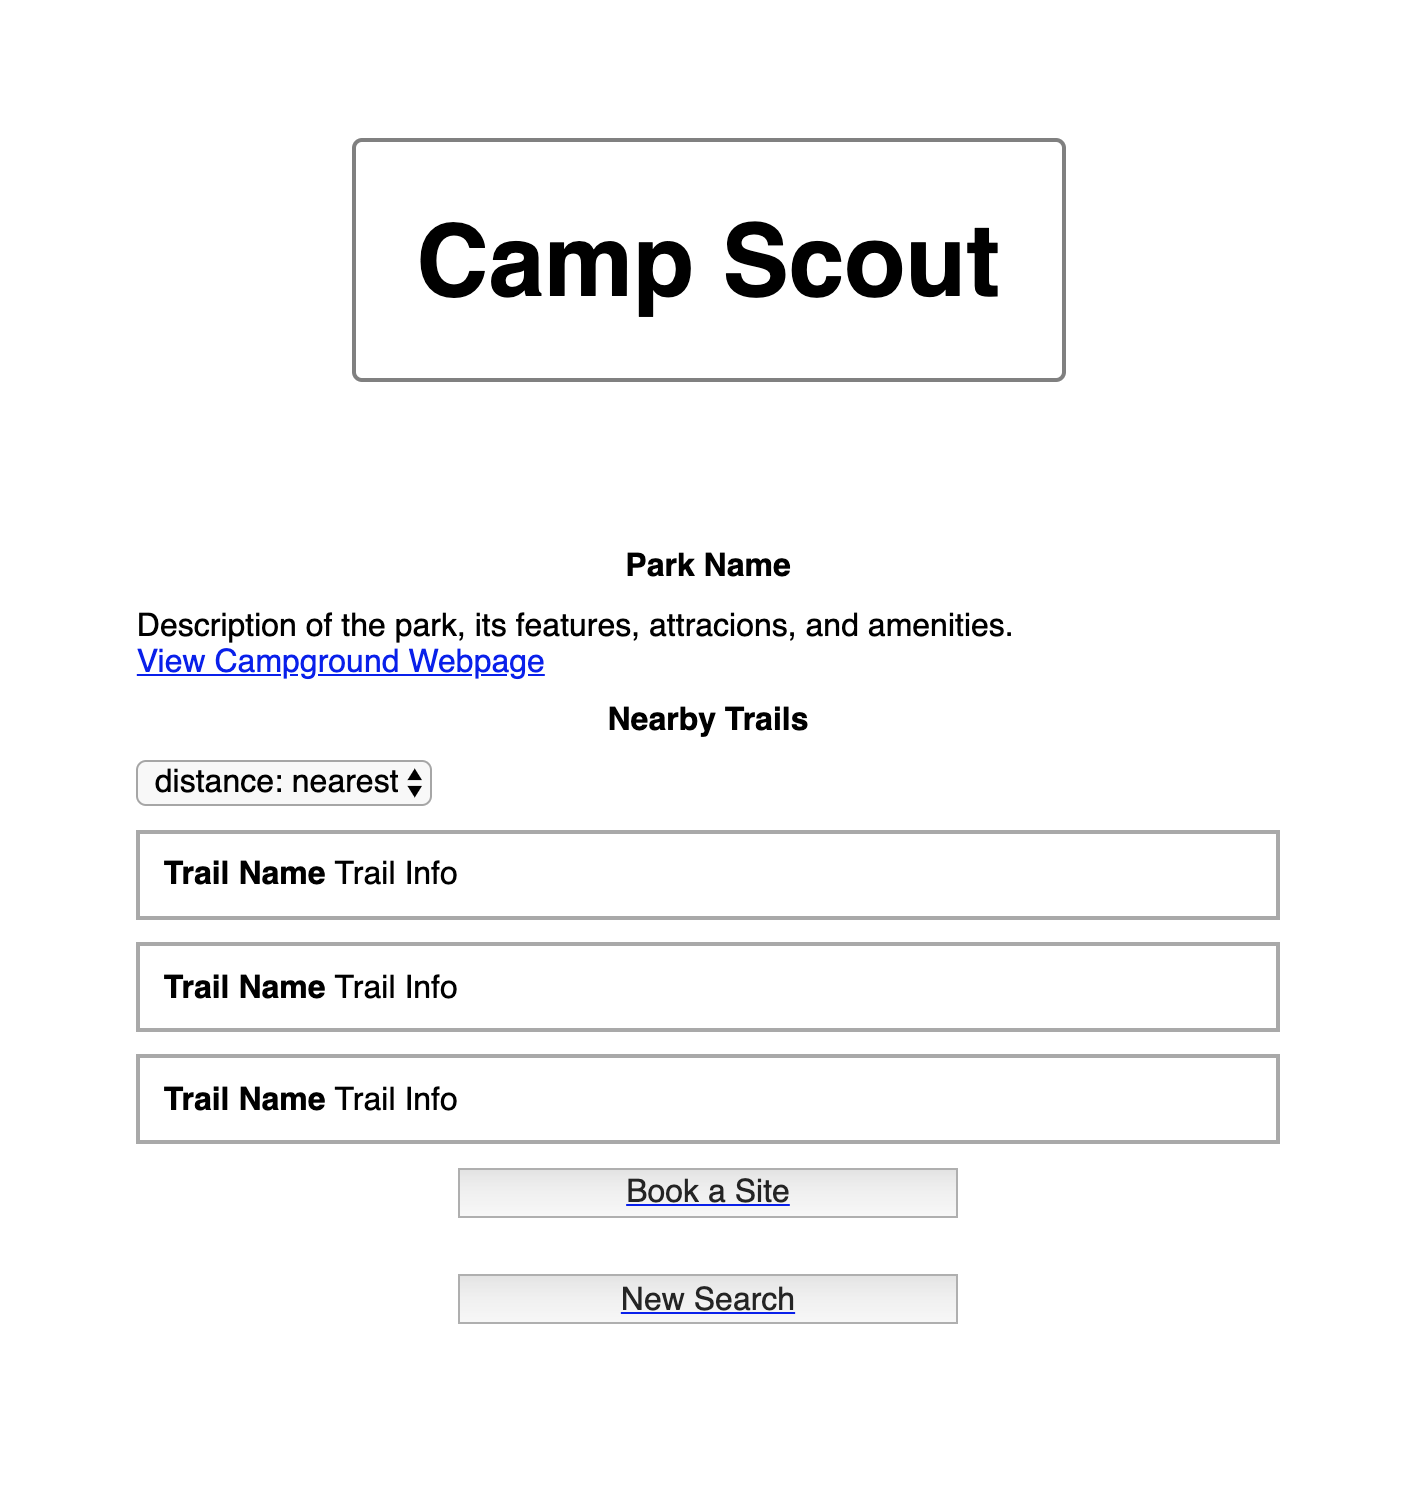 Camp Scout
Park Name
Description of the park, its features, attracions, and amenities.
View Campground Webpage
Nearby Trails
distance: nearest
Trail Name Trail Info
Trail Name Trail Info
Trail Name Trail Info
Book a Site
New Search